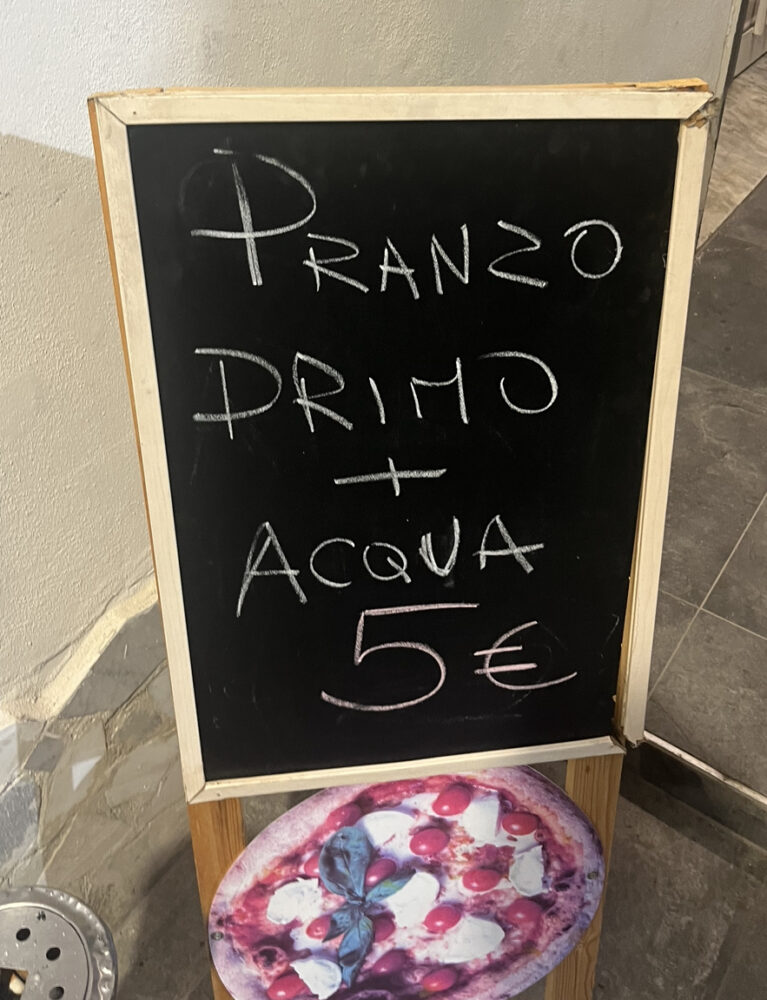 PRANZO
PRIMO
+
ACQUA
5€